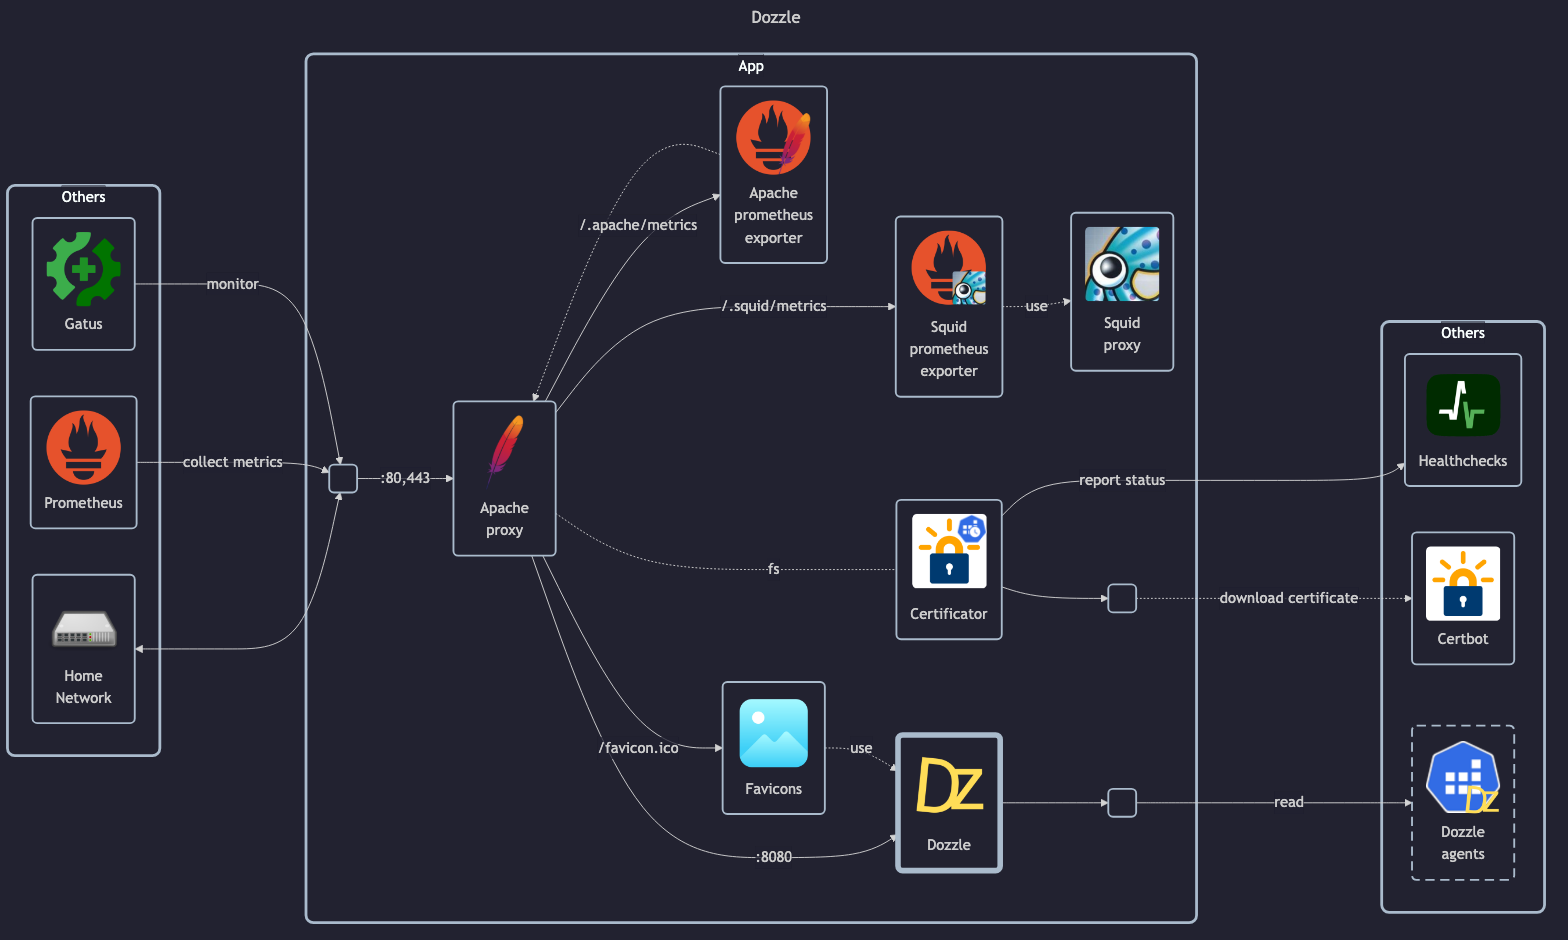 Dozzle
App
Others
Gatus
monitor
Prometheus
collect metrics
Home
Network
:80,443
Apache
proxy
/.apache/metrics
Apache
prometheus
exporter
/.squid/metrics
Squid
prometheus
exporter
use
Squid
proxy
fs
Certificator
report status
download certificate
/favicon.ico
Favicons
use
:8080
DZ
Dozzle
read
Others
Healthchecks
Certbot
DZ
Dozzle
agents